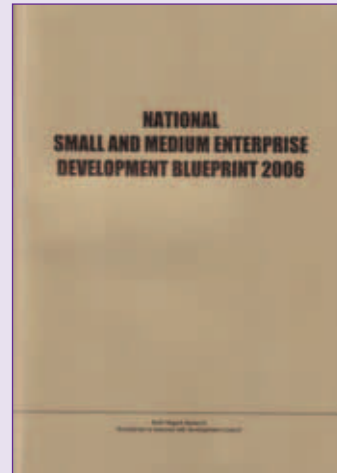 NATIONAL
SMALL AND MEDIUM ENTERPRISE
DEVELOPMENT BLUEPRINT 2006